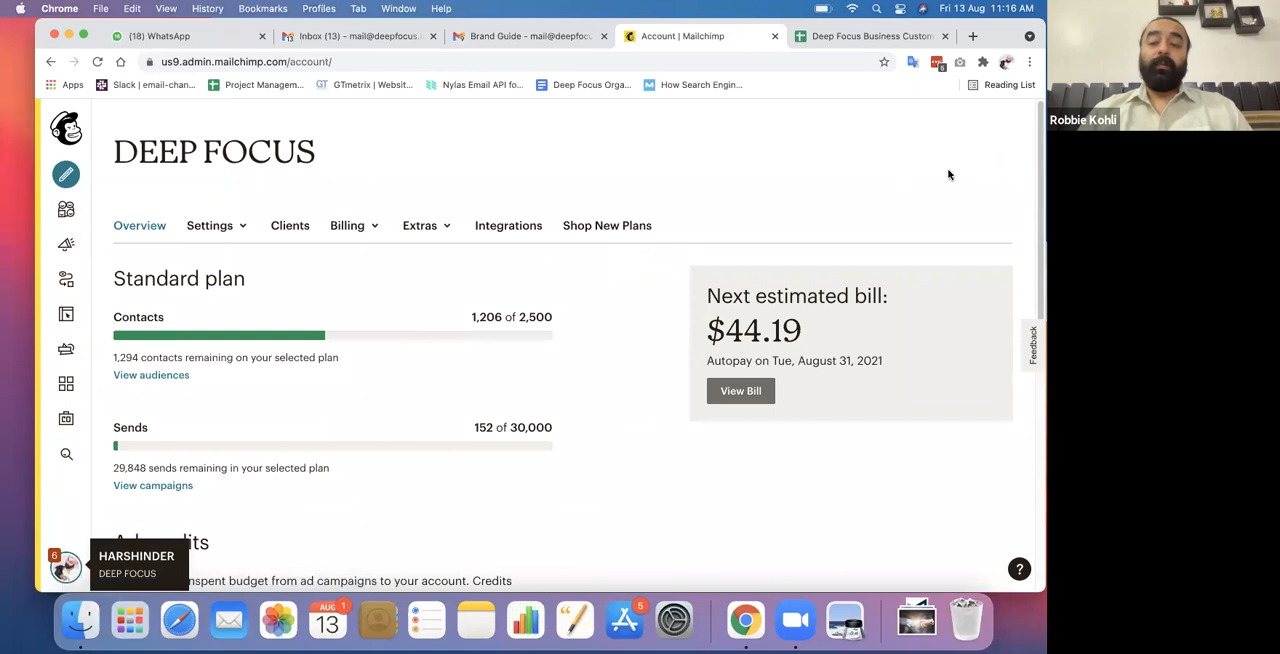 Chrome File Edit View History Bookmarks Profiles Tab Window Help Fri 13 Aug 11:16 AM
(18) WhatsApp Inbox (13) - mail@deepfocus. Brand Guide - mail@deepfoc Account | Mailchimp Deep Focus Business Custom
us9.admin.mailchimp.com/account/ 6
Apps Slack | email-chan... Project Managem... GTmetrix | Websit... Nylas Email API fo... Deep Focus Orga... How Search Engin... Reading List
Robbie Kohli
DEEP FOCUS
Overview Settings Clients Billing Extras Integrations Shop New Plans
Standard plan
Contacts 1,206 of 2,500
1,294 contacts remaining on your selected plan
View audiences
Next estimated bill:
$44.19
Autopay on Tue, August 31, 2021
View Bill
Feedback
Sends 152 of 30,000
29,848 sends remaining in your selected plan
View campaigns
6
HARSHINDER
DEEP FOCUS
nspent budget from ad campaigns to your account. Credits
?
AUG 1
13
5